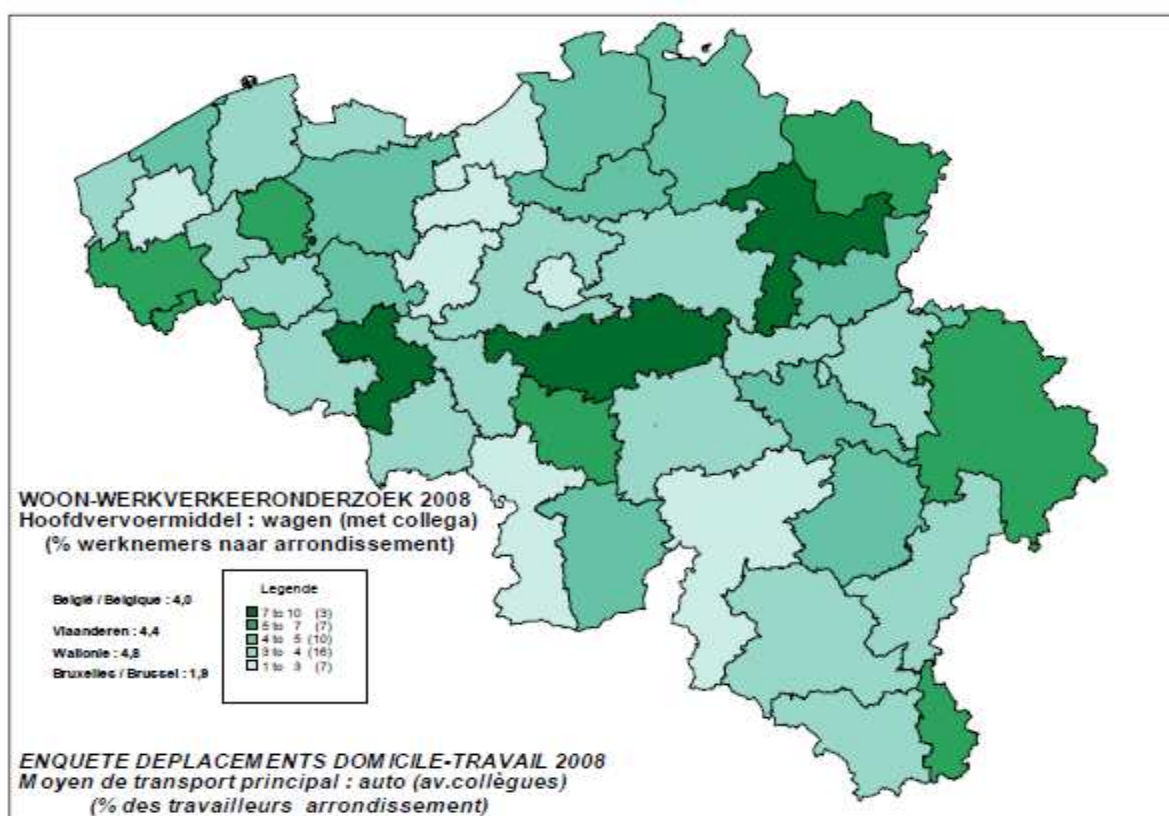 WOON-WERKVERKEERONDERZOEK 2008
Hoofdvervoermiddel : wagen (met collega)
(% werknemers naar arrondissement)
België / Belgique : 4,0
Vlaanderen : 4,4
Wallonie : 4,8
Bruxelles / Brussel : 1,9
Legende
7 to 10 (3)
5 to 7 (7)
4 to 5 (10)
3 to 4 (16)
1 to 3 (7)
ENQUETE DEPLACEMENTS DOMICILE-TRAVAIL 2008
Moyen de transport principal : auto (av.collègues)
(% des travailleurs arrondissement)